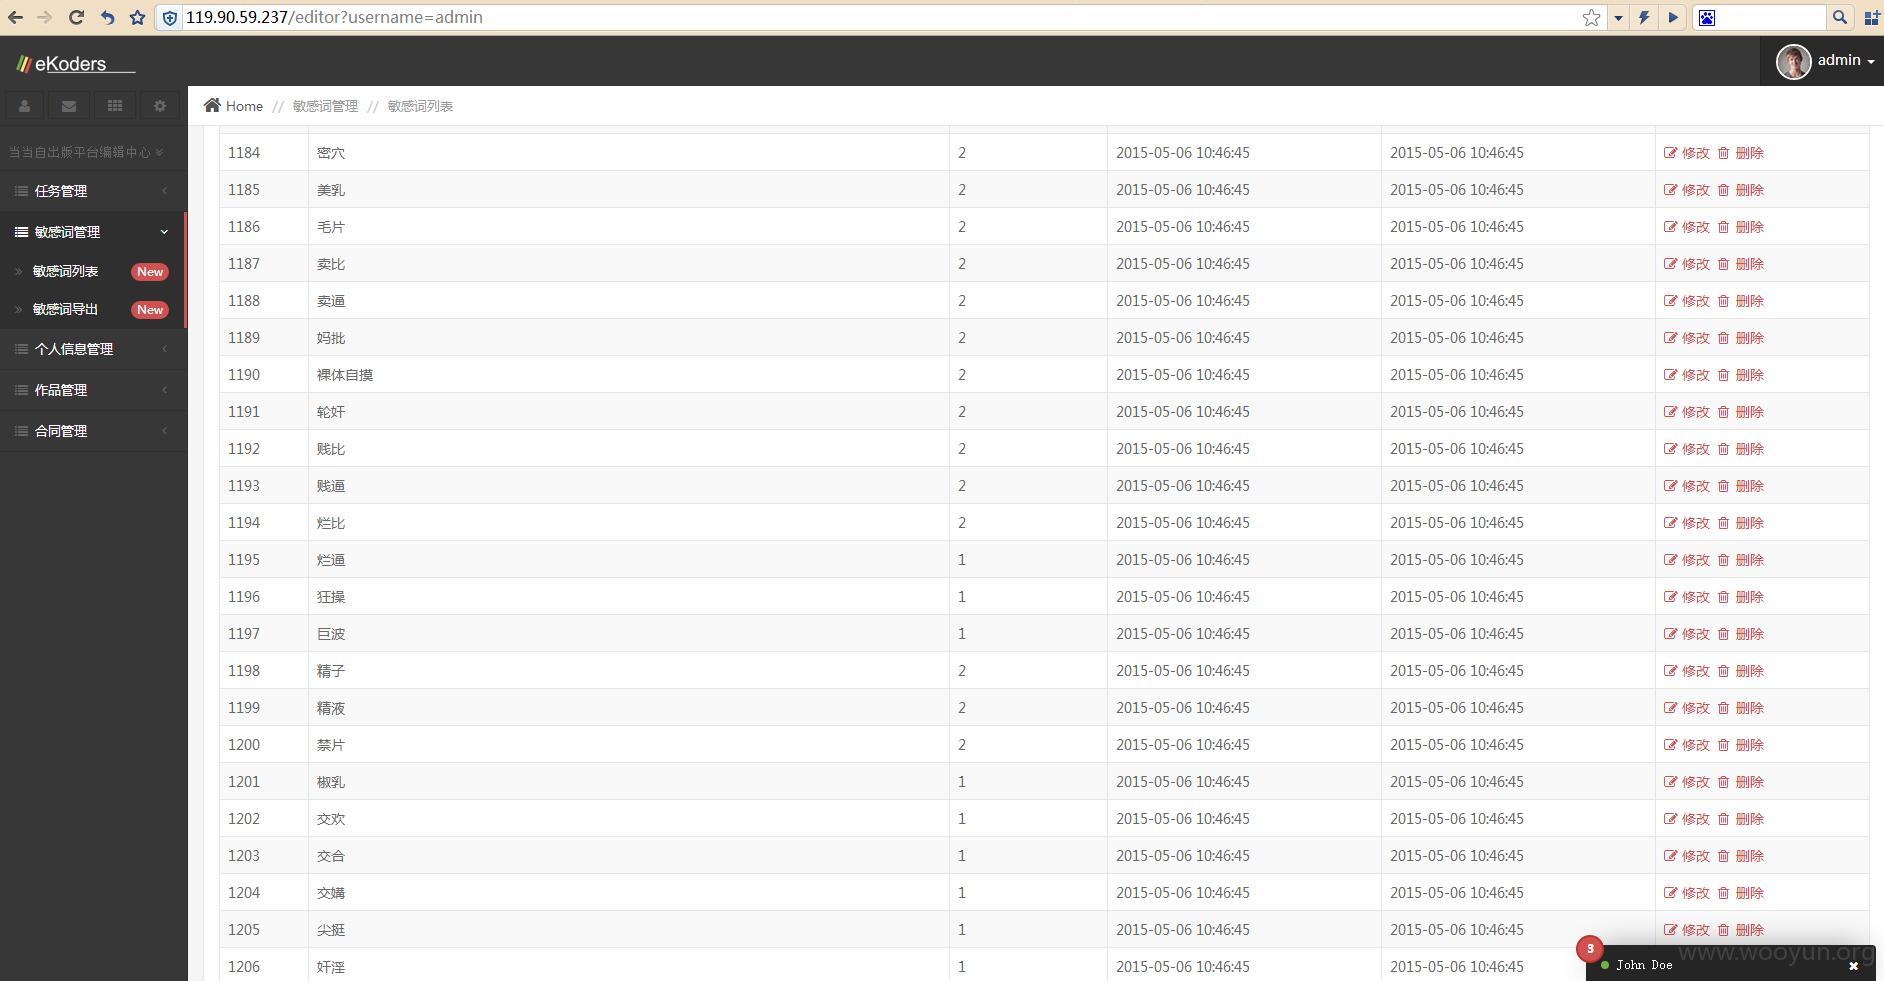 119.90.59.237/editor?username=admin
eKoders
admin
Home // 敏感词管理 // 敏感词列表
当当自出版平台编辑中心
任务管理
敏感词管理
敏感词列表 New
敏感词导出 New
个人信息管理
作品管理
合同管理
1184 密穴 2 2015-05-06 10:46:45 2015-05-06 10:46:45 修改 删除
1185 美乳 2 2015-05-06 10:46:45 2015-05-06 10:46:45 修改 删除
1186 毛片 2 2015-05-06 10:46:45 2015-05-06 10:46:45 修改 删除
1187 卖比 2 2015-05-06 10:46:45 2015-05-06 10:46:45 修改 删除
1188 卖逼 2 2015-05-06 10:46:45 2015-05-06 10:46:45 修改 删除
1189 妈批 2 2015-05-06 10:46:45 2015-05-06 10:46:45 修改 删除
1190 裸体自摸 2 2015-05-06 10:46:45 2015-05-06 10:46:45 修改 删除
1191 轮奸 2 2015-05-06 10:46:45 2015-05-06 10:46:45 修改 删除
1192 贱比 2 2015-05-06 10:46:45 2015-05-06 10:46:45 修改 删除
1193 贱逼 2 2015-05-06 10:46:45 2015-05-06 10:46:45 修改 删除
1194 烂比 2 2015-05-06 10:46:45 2015-05-06 10:46:45 修改 删除
1195 烂逼 1 2015-05-06 10:46:45 2015-05-06 10:46:45 修改 删除
1196 狂操 1 2015-05-06 10:46:45 2015-05-06 10:46:45 修改 删除
1197 巨波 1 2015-05-06 10:46:45 2015-05-06 10:46:45 修改 删除
1198 精子 2 2015-05-06 10:46:45 2015-05-06 10:46:45 修改 删除
1199 精液 2 2015-05-06 10:46:45 2015-05-06 10:46:45 修改 删除
1200 禁片 2 2015-05-06 10:46:45 2015-05-06 10:46:45 修改 删除
1201 椒乳 1 2015-05-06 10:46:45 2015-05-06 10:46:45 修改 删除
1202 交欢 1 2015-05-06 10:46:45 2015-05-06 10:46:45 修改 删除
1203 交合 1 2015-05-06 10:46:45 2015-05-06 10:46:45 修改 删除
1204 交媾 1 2015-05-06 10:46:45 2015-05-06 10:46:45 修改 删除
1205 尖挺 1 2015-05-06 10:46:45 2015-05-06 10:46:45 修改 删除
1206 奸淫 1 2015-05-06 10:46:45 2015-05-06 10:46:45
3
John Doe
www.wooyun.org